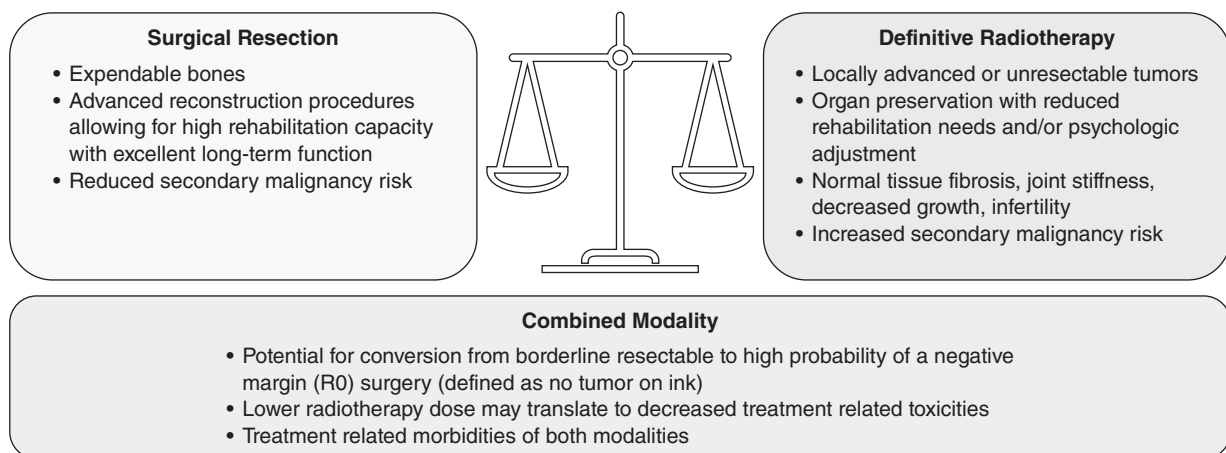 Surgical Resection
• Expendable bones
• Advanced reconstruction procedures
allowing for high rehabilitation capacity
with excellent long-term function
• Reduced secondary malignancy risk
Definitive Radiotherapy
• Locally advanced or unresectable tumors
• Organ preservation with reduced
rehabilitation needs and/or psychologic
adjustment
• Normal tissue fibrosis, joint stiffness,
decreased growth, infertility
• Increased secondary malignancy risk
Combined Modality
• Potential for conversion from borderline resectable to high probability of a negative
margin (R0) surgery (defined as no tumor on ink)
• Lower radiotherapy dose may translate to decreased treatment related toxicities
• Treatment related morbidities of both modalities